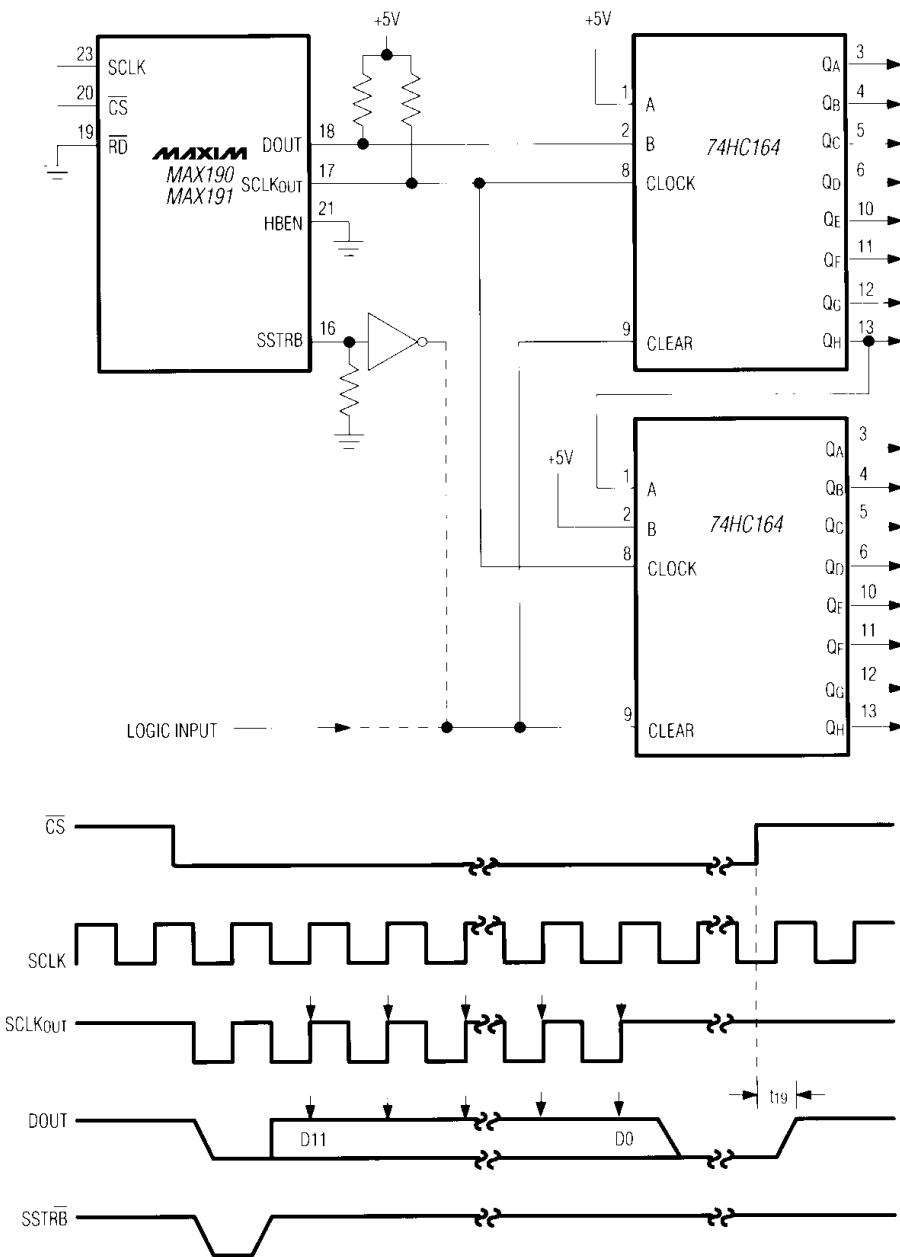 +5V
+5V
23 SCLK
20 CS
19 RD
MAXIM
MAX190
MAX191
DOUT 18
SCLKOUT 17
HBEN 21
SSTRB 16
1 A
2 B
8 CLOCK
9 CLEAR
74HC164
QA 3
QB 4
QC 5
QD 6
QE 10
QF 11
QG 12
QH 13
+5V
1 A
2 B
8 CLOCK
9 CLEAR
74HC164
QA 3
QB 4
QC 5
QD 6
QE 10
QF 11
QG 12
QH 13
LOGIC INPUT
CS
SCLK
SCLKOUT
t19
DOUT
D11
D0
SSTRB